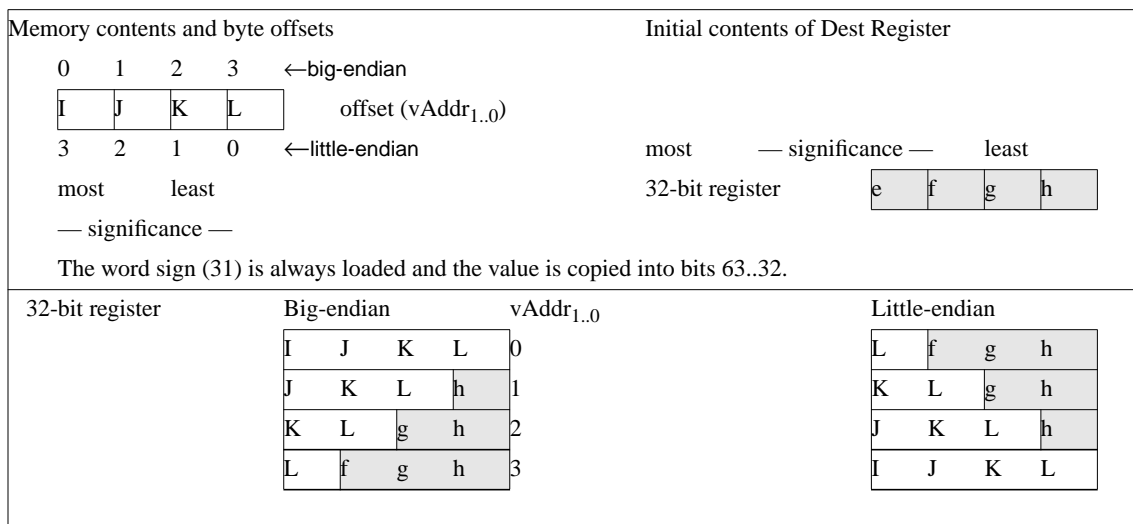 Memory contents and byte offsets Initial contents of Dest Register
0 1 2 3 ←big-endian
I J K L offset (vAddr1..0)
3 2 1 0 ←little-endian most — significance — least
most least 32-bit register e f g h
— significance —
The word sign (31) is always loaded and the value is copied into bits 63..32.
32-bit register Big-endian vAddr1..0 Little-endian
I J K L 0 L f g h
J K L h 1 K L g h
K L g h 2 J K L h
L f g h 3 I J K L